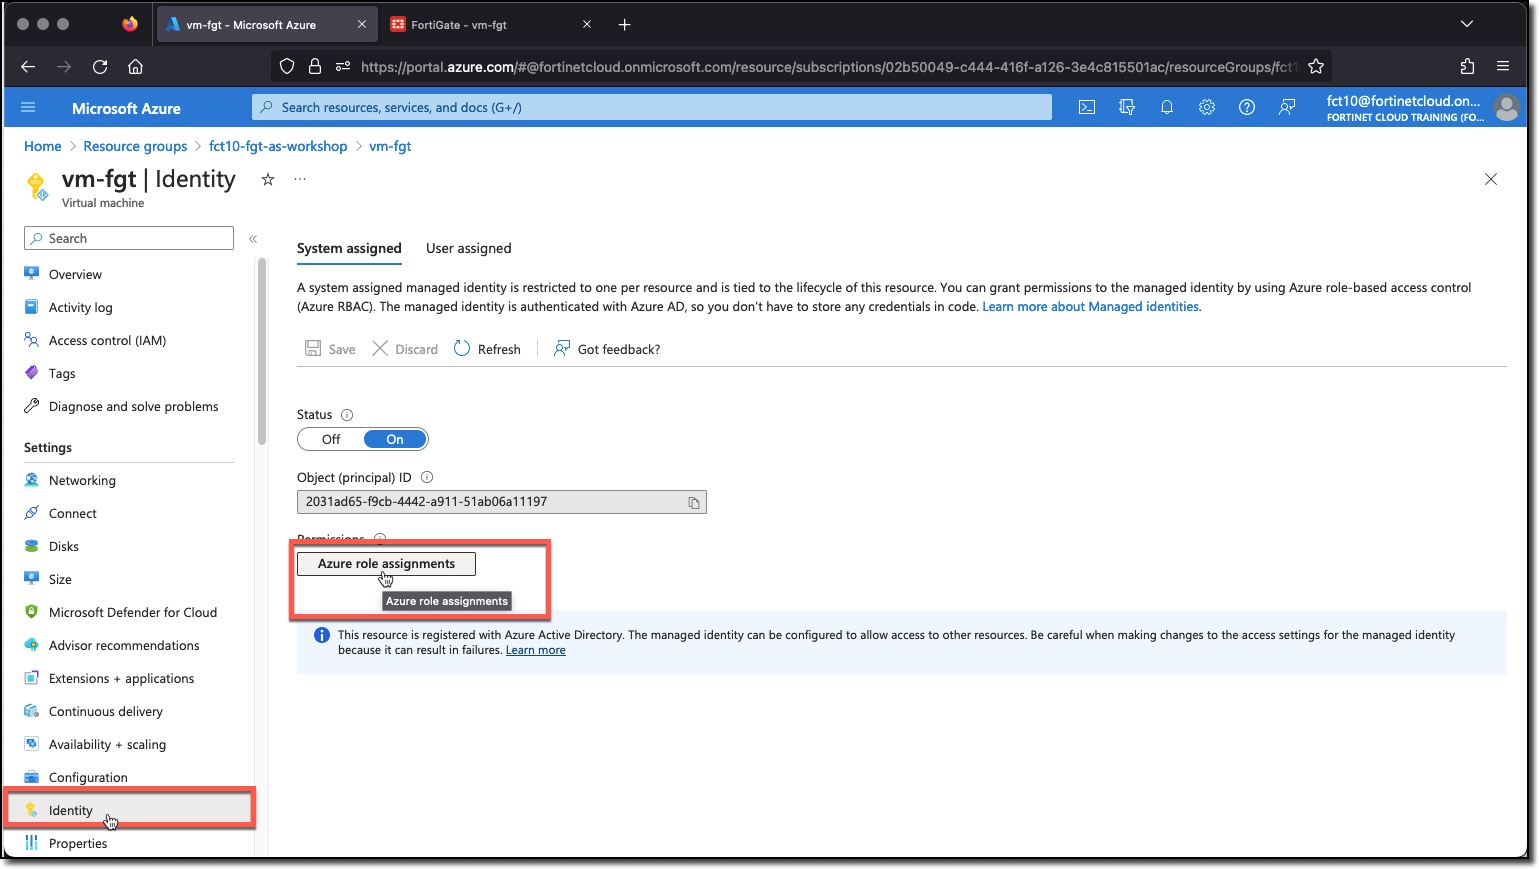 vm-fgt - Microsoft Azure
FortiGate - vm-fgt
https://portal.azure.com/#@fortinetcloud.onmicrosoft.com/resource/subscriptions/02b50049-c444-416f-a126-3e4c815501ac/resourceGroups/fct1
Microsoft Azure
Search resources, services, and docs (G+/)
fct10@fortinetcloud.on...
FORTINET CLOUD TRAINING (FO...
Home > Resource groups > fct10-fgt-as-workshop > vm-fgt
vm-fgt | Identity
Virtual machine
Search
Overview
Activity log
Access control (IAM)
Tags
Diagnose and solve problems
Settings
Networking
Connect
Disks
Size
Microsoft Defender for Cloud
Advisor recommendations
Extensions + applications
Continuous delivery
Availability + scaling
Configuration
Identity
Properties
System assigned User assigned
A system assigned managed identity is restricted to one per resource and is tied to the lifecycle of this resource. You can grant permissions to the managed identity by using Azure role-based access control
(Azure RBAC). The managed identity is authenticated with Azure AD, so you don't have to store any credentials in code. Learn more about Managed identities.
Save Discard Refresh Got feedback?
Status
Off On
Object (principal) ID
2031ad65-f9cb-4442-a911-51ab06a11197
Permissions
Azure role assignments
Azure role assignments
This resource is registered with Azure Active Directory. The managed identity can be configured to allow access to other resources. Be careful when making changes to the access settings for the managed identity
because it can result in failures. Learn more